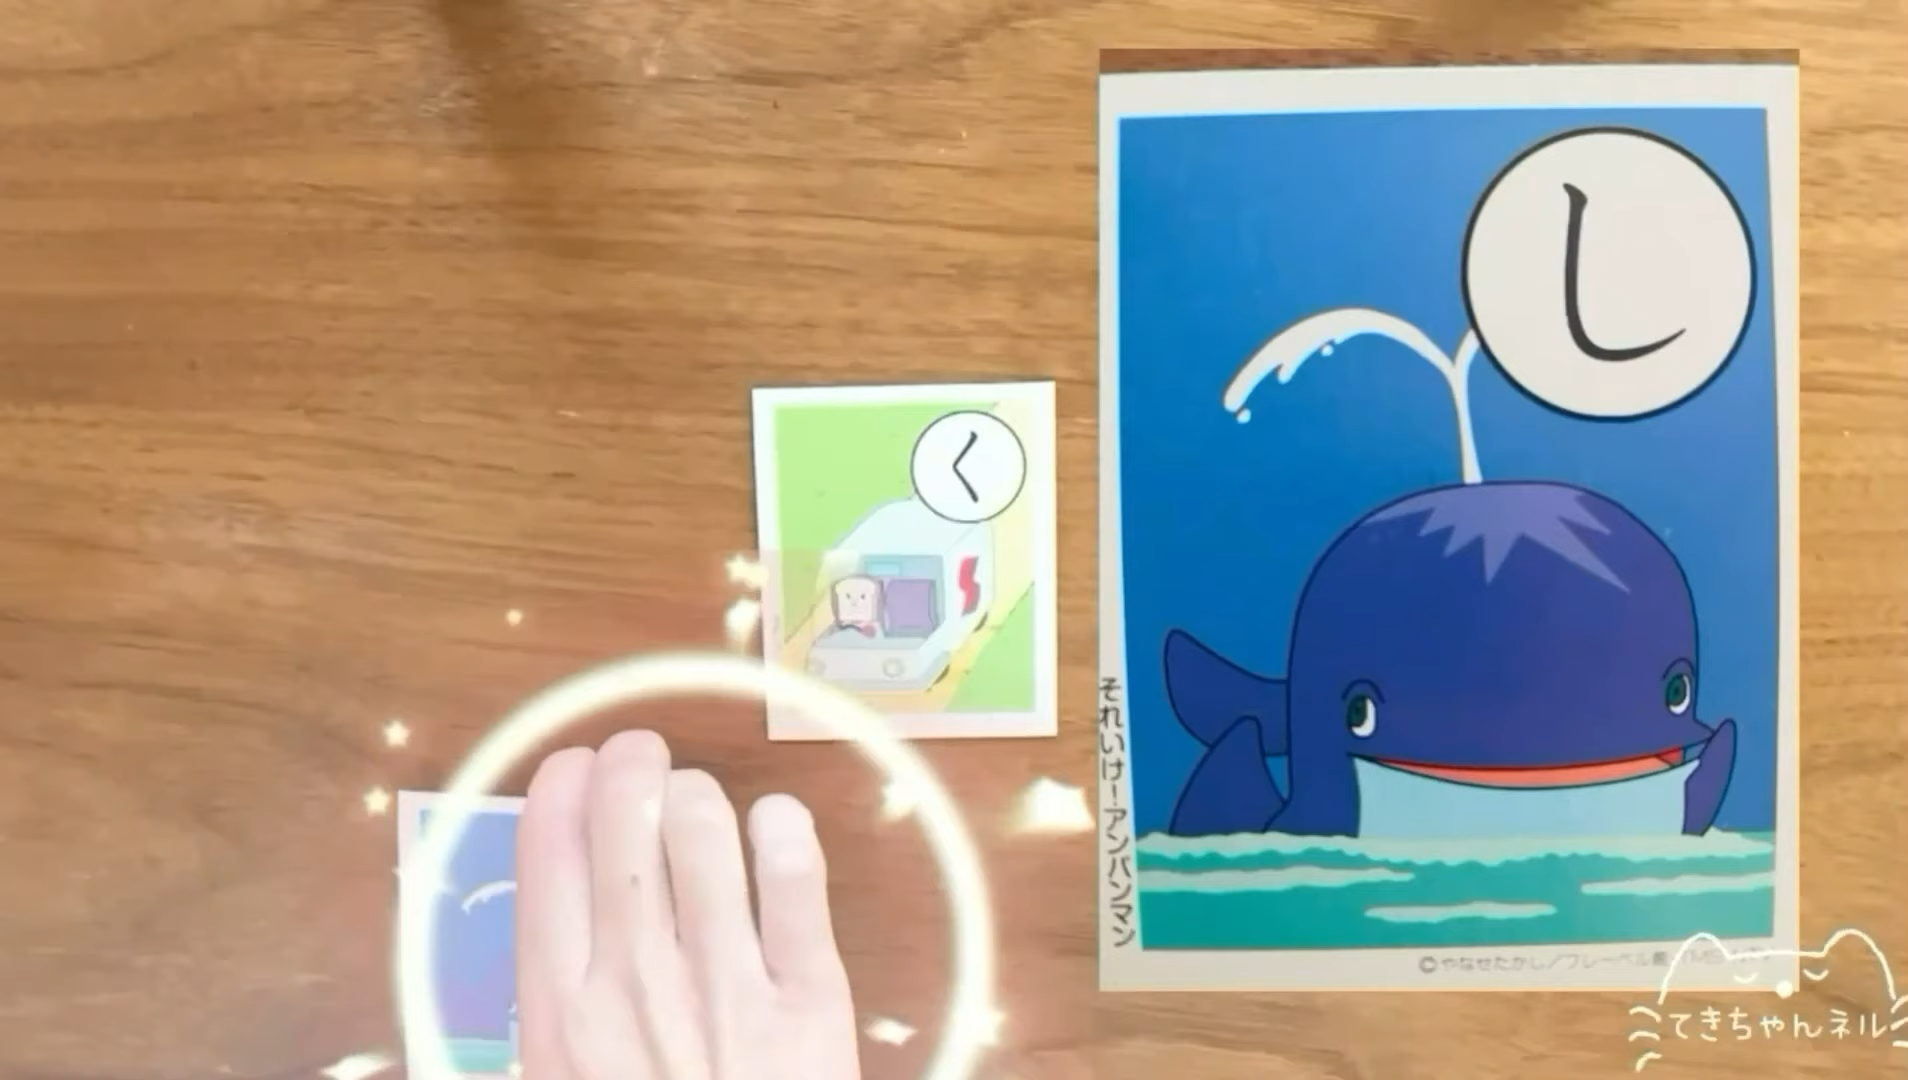 く
し
それいけ!アンパンマン
©やなせたかし/フレーベル館
てきちゃんネル